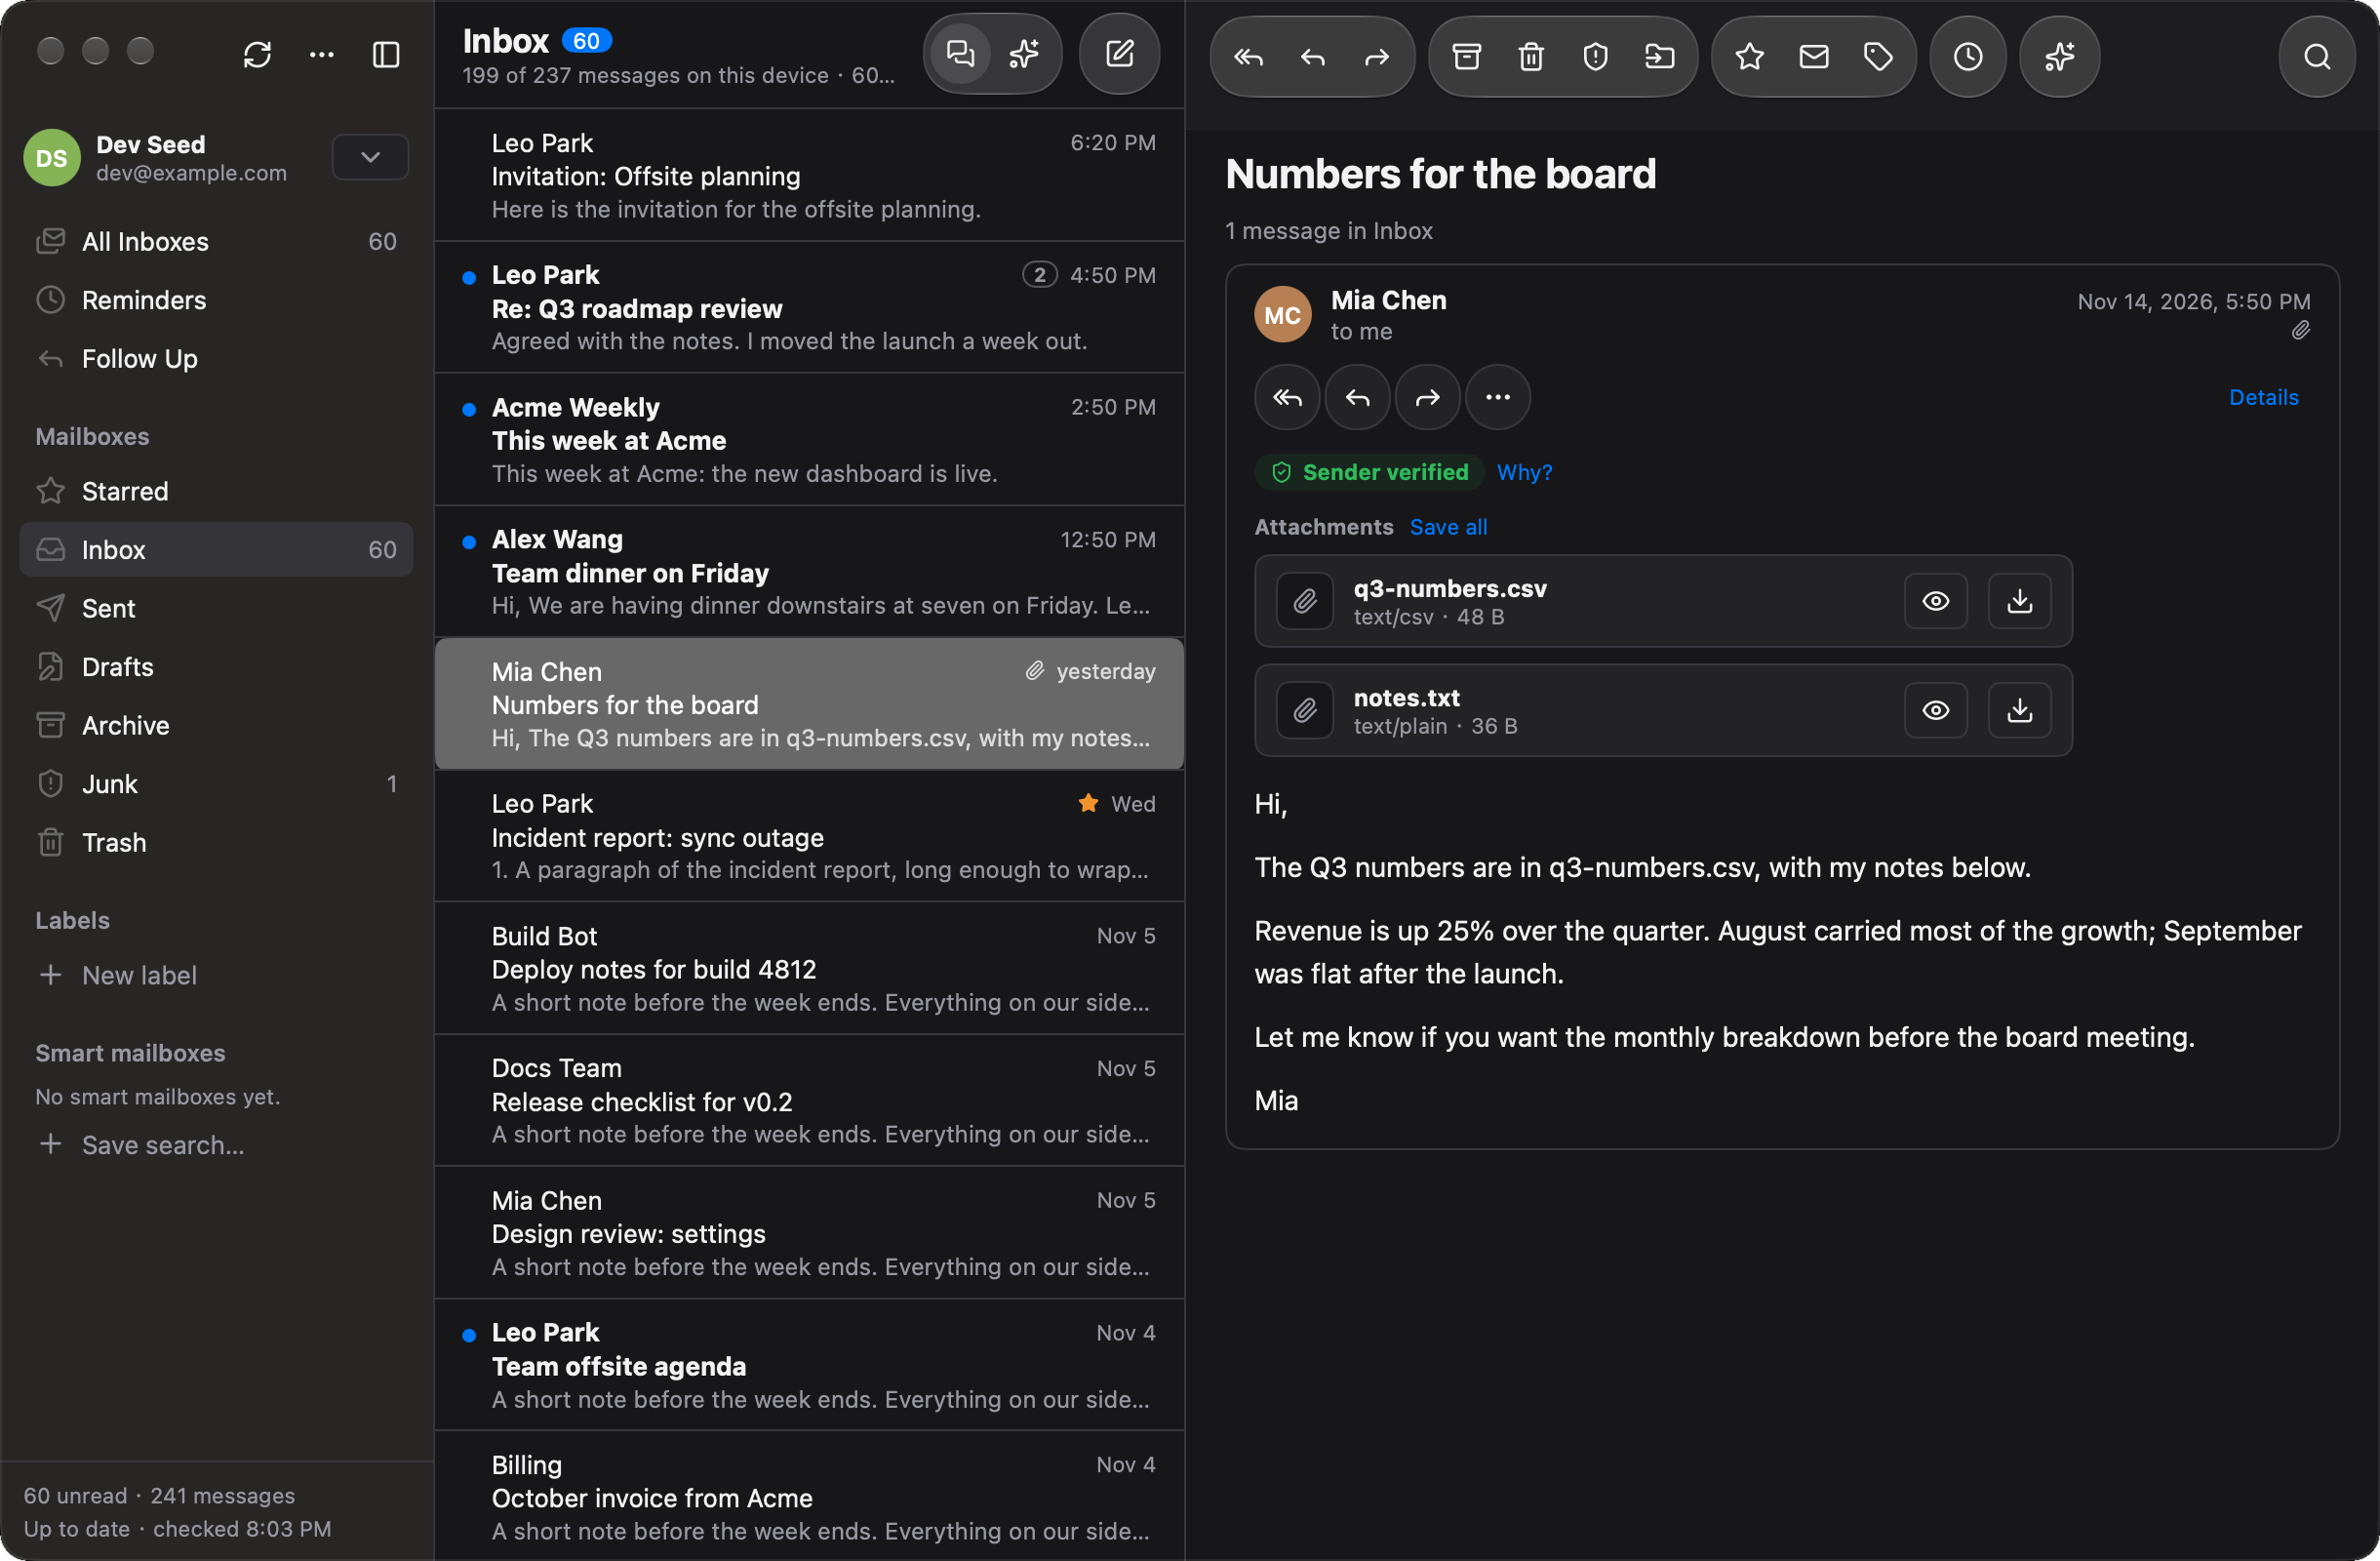 DS
Dev Seed
dev@example.com
All Inboxes 60
Reminders
Follow Up
Mailboxes
Starred
Inbox 60
Sent
Drafts
Archive
Junk 1
Trash
Labels
New label
Smart mailboxes
No smart mailboxes yet.
Save search...
60 unread · 241 messages
Up to date · checked 8:03 PM
Inbox 60
199 of 237 messages on this device · 60...
Leo Park 6:20 PM
Invitation: Offsite planning
Here is the invitation for the offsite planning.
Leo Park 2 4:50 PM
Re: Q3 roadmap review
Agreed with the notes. I moved the launch a week out.
Acme Weekly 2:50 PM
This week at Acme
This week at Acme: the new dashboard is live.
Alex Wang 12:50 PM
Team dinner on Friday
Hi, We are having dinner downstairs at seven on Friday. Le...
Mia Chen yesterday
Numbers for the board
Hi, The Q3 numbers are in q3-numbers.csv, with my notes...
Leo Park Wed
Incident report: sync outage
1. A paragraph of the incident report, long enough to wrap...
Build Bot Nov 5
Deploy notes for build 4812
A short note before the week ends. Everything on our side...
Docs Team Nov 5
Release checklist for v0.2
A short note before the week ends. Everything on our side...
Mia Chen Nov 5
Design review: settings
A short note before the week ends. Everything on our side...
Leo Park Nov 4
Team offsite agenda
A short note before the week ends. Everything on our side...
Billing Nov 4
October invoice from Acme
A short note before the week ends. Everything on our side...
Numbers for the board
1 message in Inbox
MC
Mia Chen Nov 14, 2026, 5:50 PM
to me
Details
Sender verified Why?
Attachments Save all
q3-numbers.csv
text/csv · 48 B
notes.txt
text/plain · 36 B
Hi,
The Q3 numbers are in q3-numbers.csv, with my notes below.
Revenue is up 25% over the quarter. August carried most of the growth; September
was flat after the launch.
Let me know if you want the monthly breakdown before the board meeting.
Mia